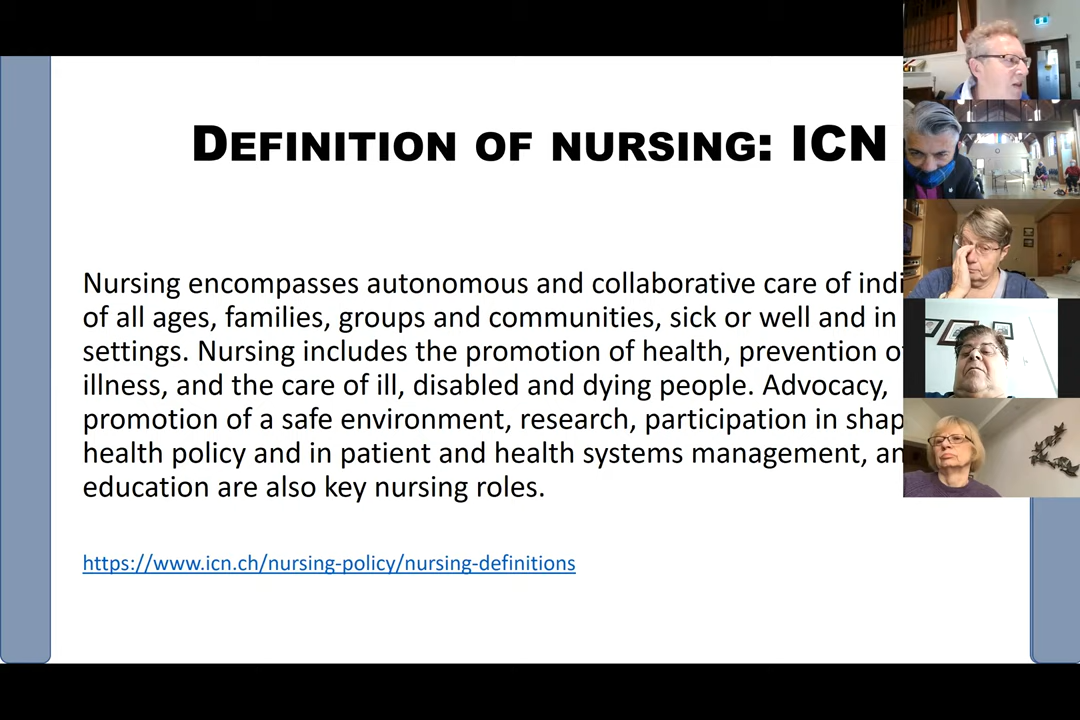 DEFINITION OF NURSING: ICN
Nursing encompasses autonomous and collaborative care of
of all ages, families, groups and communities, sick or well and in
settings. Nursing includes the promotion of health, prevention
illness, and the care of ill, disabled and dying people. Advocacy,
promotion of a safe environment, research, participation in
health policy and in patient and health systems management,
education are also key nursing roles.
https://www.icn.ch/nursing-policy/nursing-definitions